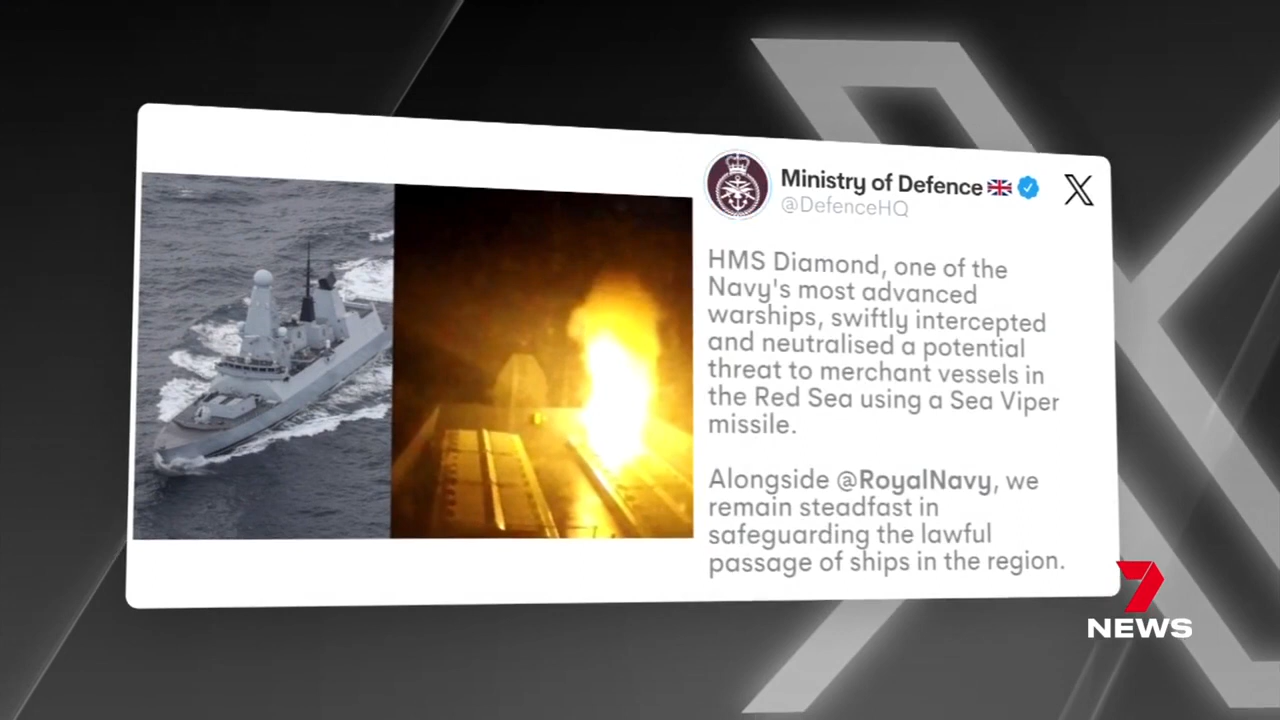 Ministry of Defence
@DefenceHQ
HMS Diamond, one of the
Navy's most advanced
warships, swiftly intercepted
and neutralised a potential
threat to merchant vessels in
the Red Sea using a Sea Viper
missile.
Alongside @RoyalNavy, we
remain steadfast in
safeguarding the lawful
passage of ships in the region.
7
NEWS